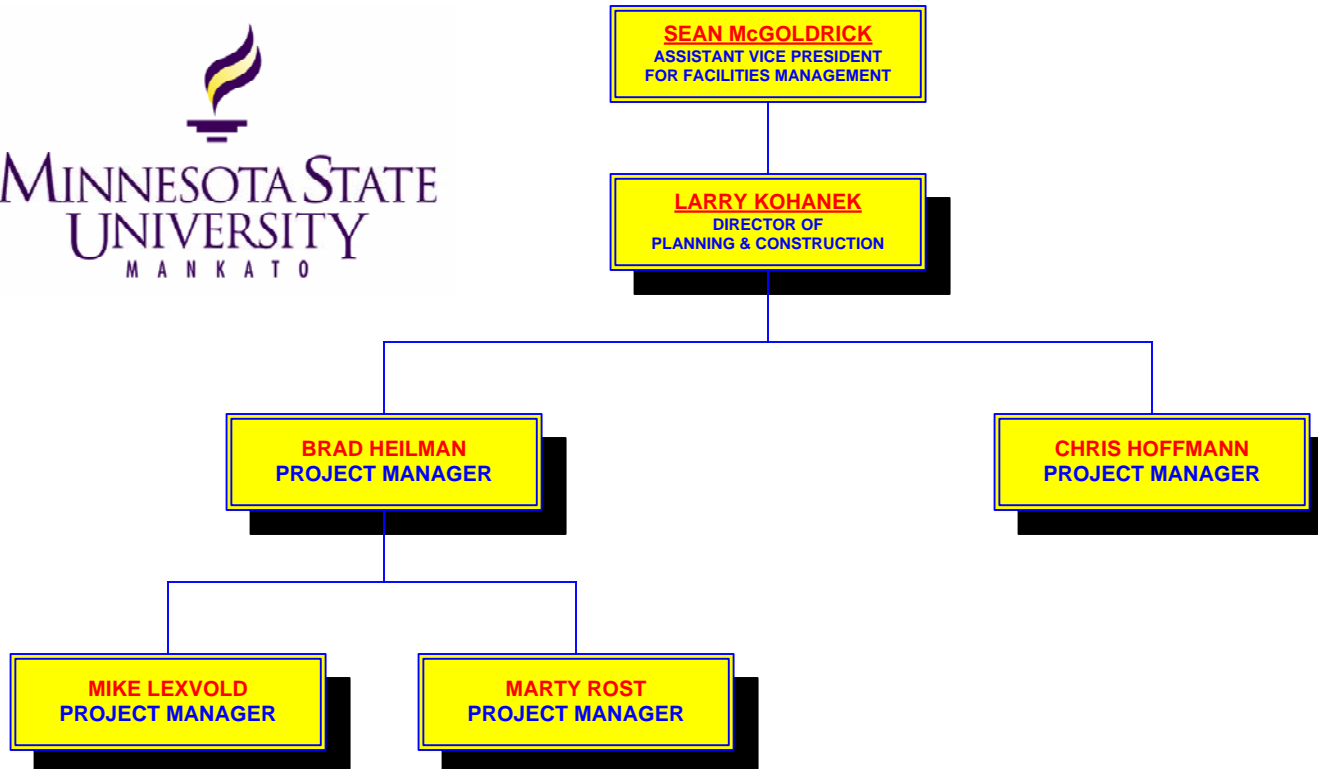 MINNESOTA STATE
UNIVERSITY
MANKATO
SEAN McGOLDRICK
ASSISTANT VICE PRESIDENT
FOR FACILITIES MANAGEMENT
LARRY KOHANEK
DIRECTOR OF
PLANNING & CONSTRUCTION
BRAD HEILMAN
PROJECT MANAGER
CHRIS HOFFMANN
PROJECT MANAGER
MIKE LEXVOLD
PROJECT MANAGER
MARTY ROST
PROJECT MANAGER